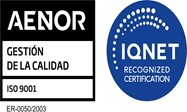 AENOR
GESTIÓN
DE LA CALIDAD
ISO 9001
ER-0050/2003
IQNET
RECOGNIZED
CERTIFICATION